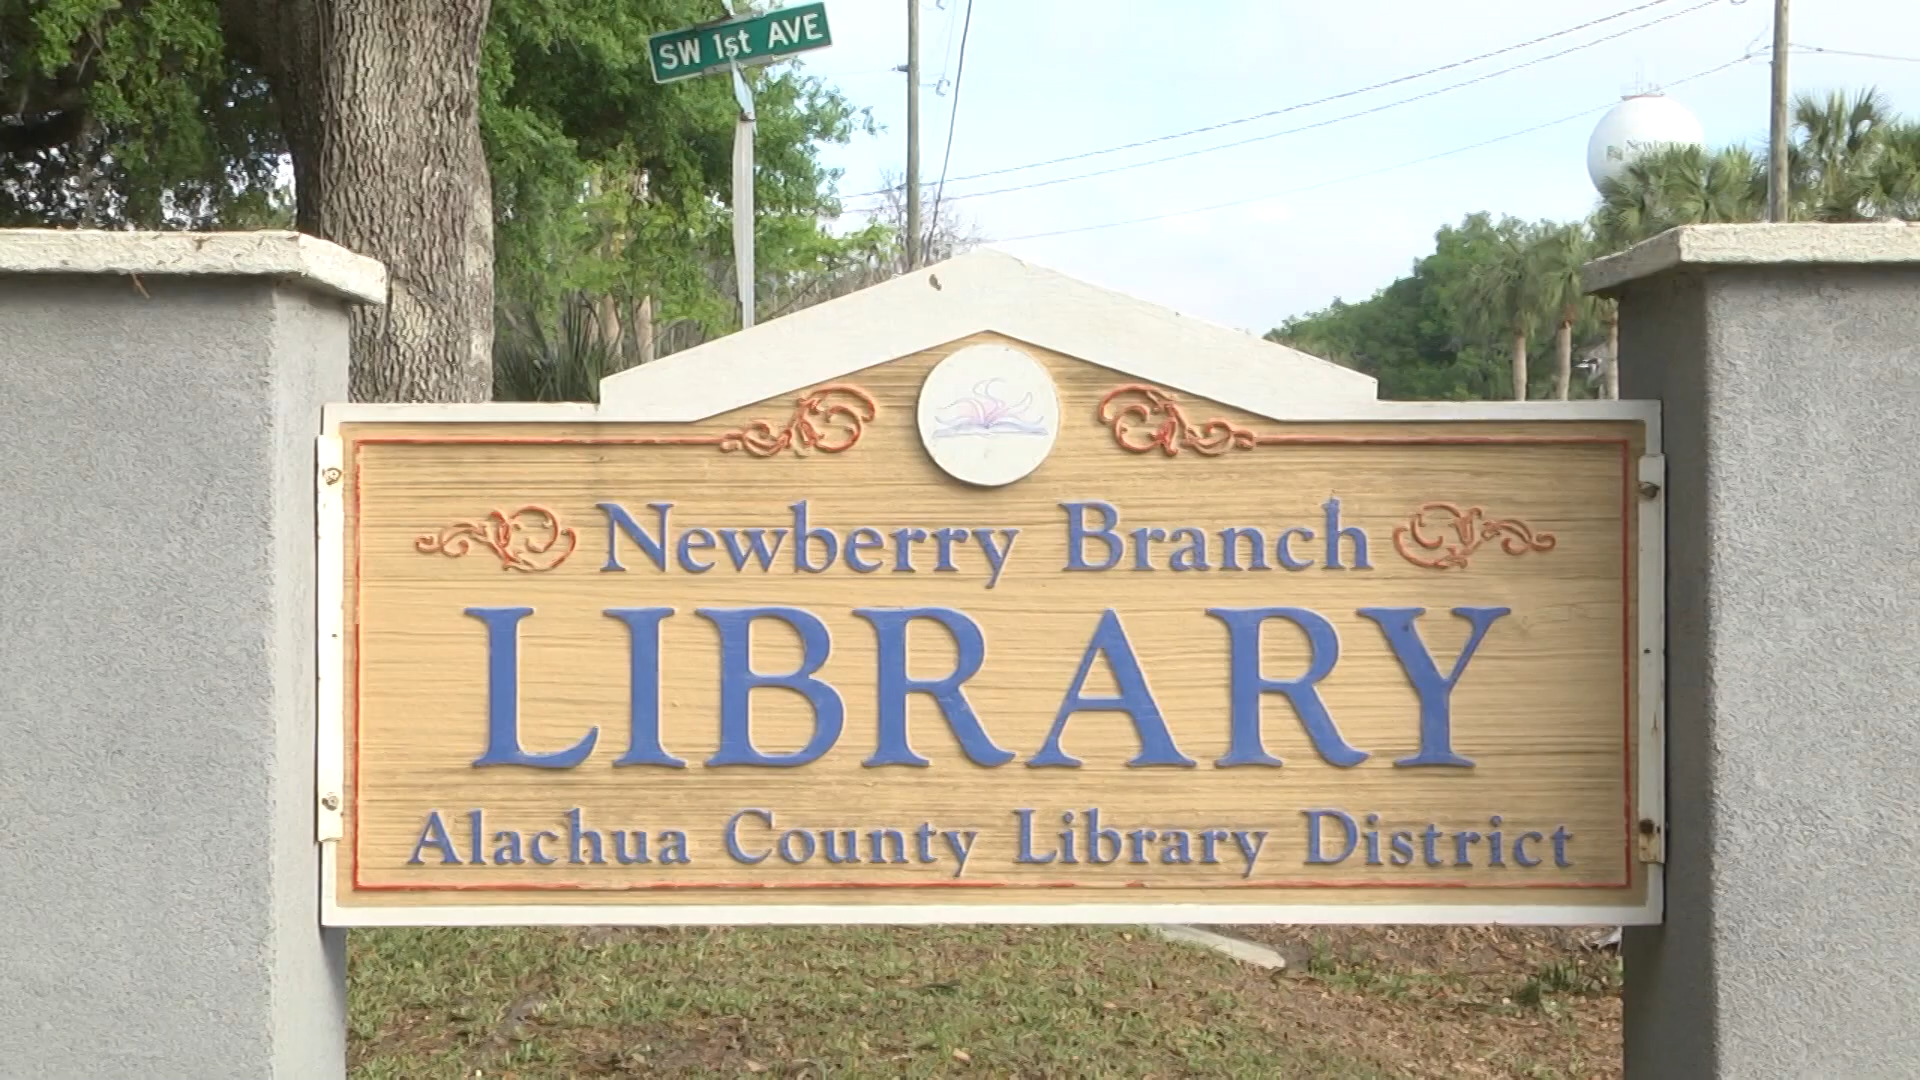 SW 1st AVE
Newberry Branch
LIBRARY
Alachua County Library District